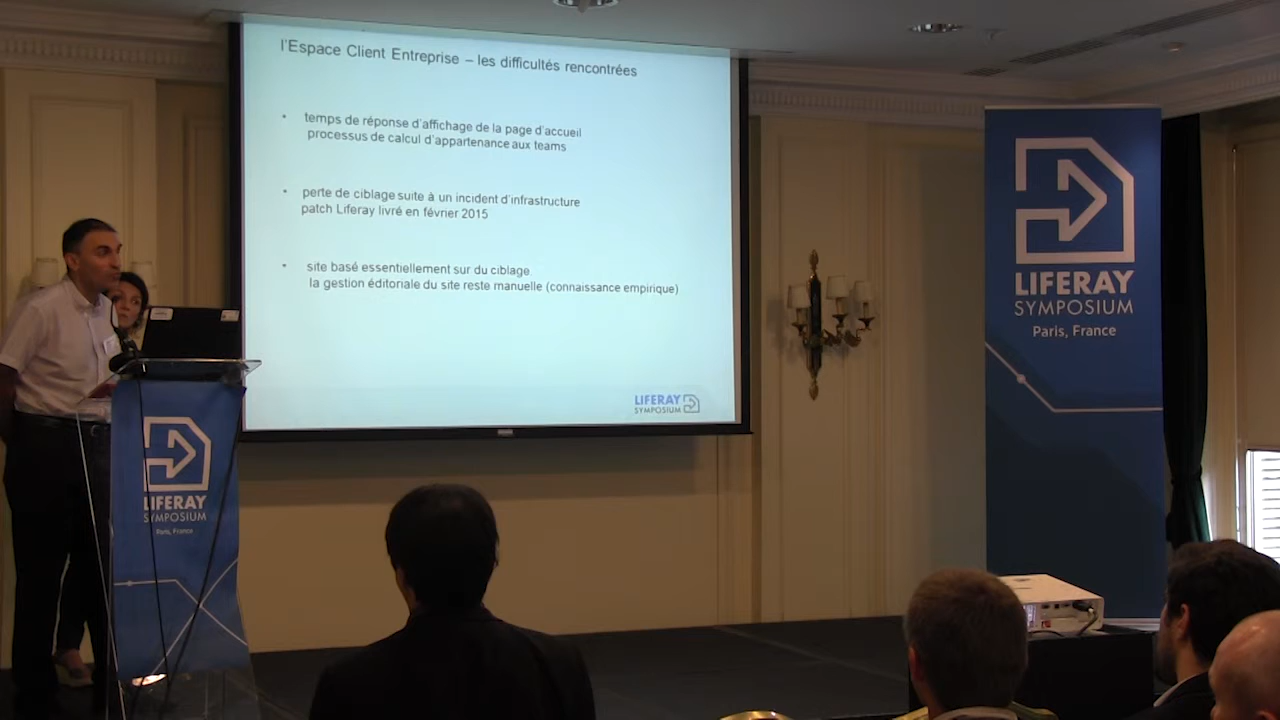 l'Espace Client Entreprise – les difficultés rencontrées
• temps de réponse d'affichage de la page d'accueil
processus de calcul d'appartenance aux teams
• perte de ciblage suite à un incident d'infrastructure
patch Liferay livré en février 2015
• site basé essentiellement sur du ciblage
la gestion éditoriale du site reste manuelle (connaissance empirique)
LIFERAY
SYMPOSIUM
LIFERAY
SYMPOSIUM
Paris, France
LIFERAY
SYMPOSIUM
Paris, France